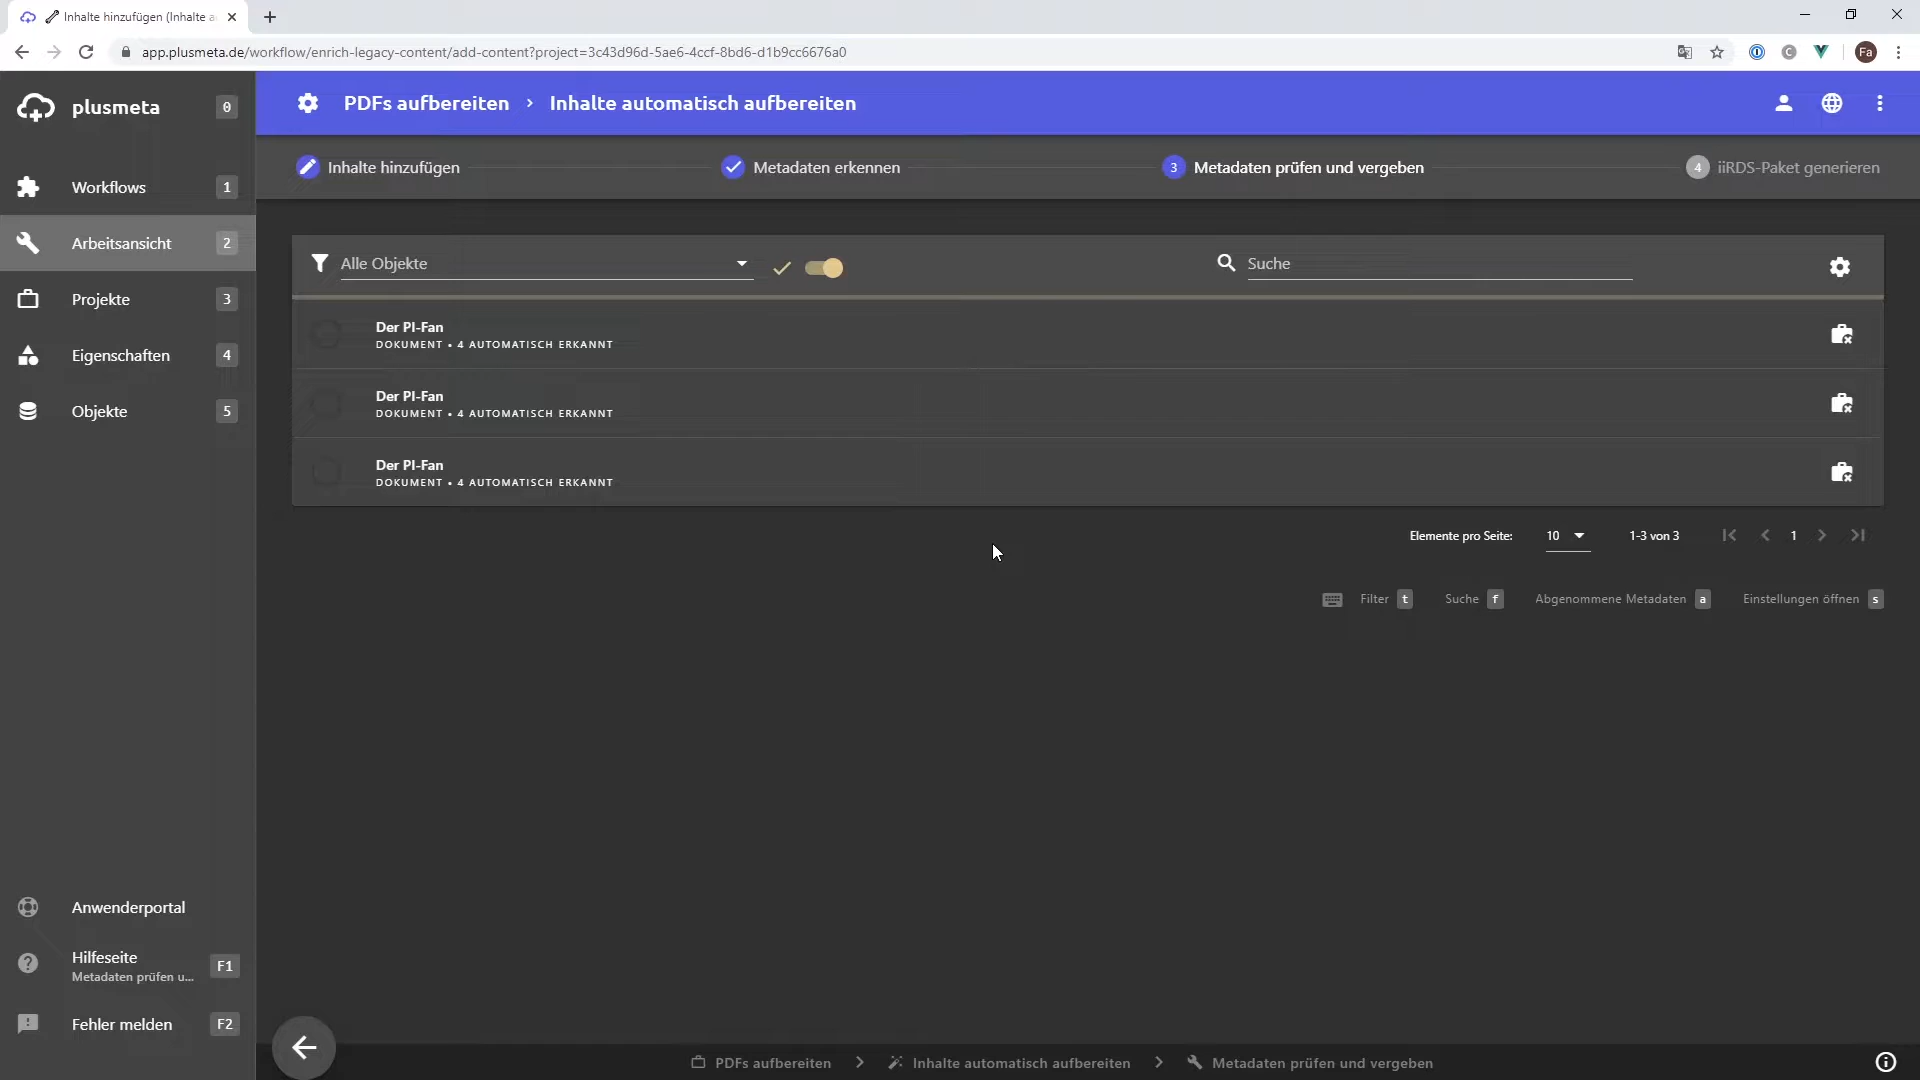 Inhalte hinzufügen (Inhalte a
app.plusmeta.de/workflow/enrich-legacy-content/add-content?project=3c43d96d-5ae6-4ccf-8bd6-d1b9cc6676a0
Fa
plusmeta 0
PDFs aufbereiten › Inhalte automatisch aufbereiten
Inhalte hinzufügen
Metadaten erkennen
3 Metadaten prüfen und vergeben
4 iiRDS-Paket generieren
Workflows 1
Arbeitsansicht 2
Projekte 3
Eigenschaften 4
Objekte 5
Alle Objekte
Suche
Der PI-Fan
DOKUMENT • 4 AUTOMATISCH ERKANNT
Der PI-Fan
DOKUMENT • 4 AUTOMATISCH ERKANNT
Der PI-Fan
DOKUMENT • 4 AUTOMATISCH ERKANNT
Elemente pro Seite: 10 1-3 von 3 1
Filter t Suche f Abgenommene Metadaten a Einstellungen öffnen s
Anwenderportal
Hilfeseite F1
Metadaten prüfen u...
Fehler melden F2
PDFs aufbereiten > Inhalte automatisch aufbereiten > Metadaten prüfen und vergeben